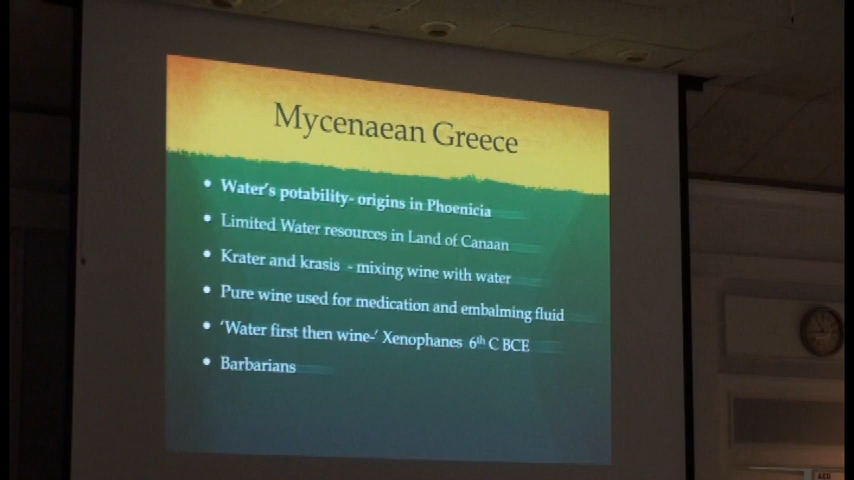 Mycenaean Greece
• Water's potability- origins in Phoenicia
• Limited Water resources in Land of Canaan
• Krater and krasis - mixing wine with water
• Pure wine used for medication and embalming fluid
• 'Water first then wine-' Xenophanes 6th C BCE
• Barbarians
AED